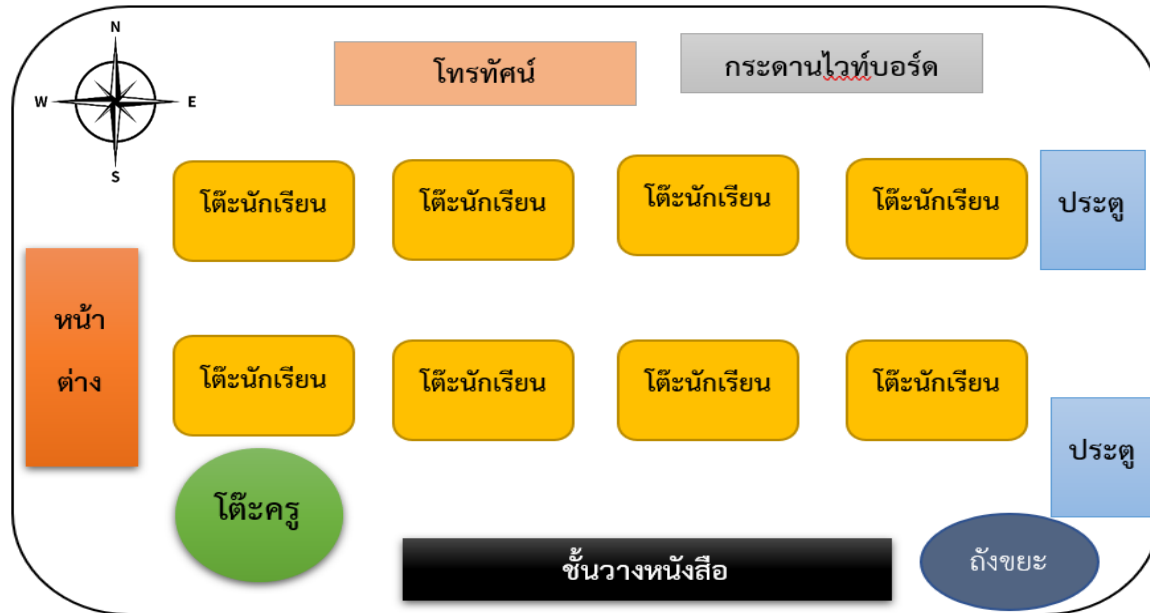 N
W
E
S
โทรทัศน์
กระดานไวท์บอร์ด
โต๊ะนักเรียน
โต๊ะนักเรียน
โต๊ะนักเรียน
โต๊ะนักเรียน
ประตู
หน้า
ต่าง
โต๊ะนักเรียน
โต๊ะนักเรียน
โต๊ะนักเรียน
โต๊ะนักเรียน
ประตู
โต๊ะครู
ชั้นวางหนังสือ
ถังขยะ